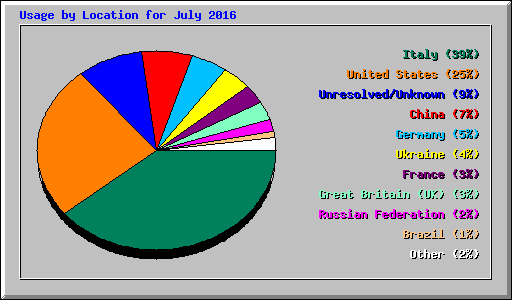 Usage by Location for July 2016
Italy (39%)
United States (25%)
Unresolved/Unknown (9%)
China (7%)
Germany (5%)
Ukraine (4%)
France (3%)
Great Britain (UK) (3%)
Russian Federation (2%)
Brazil (1%)
Other (2%)